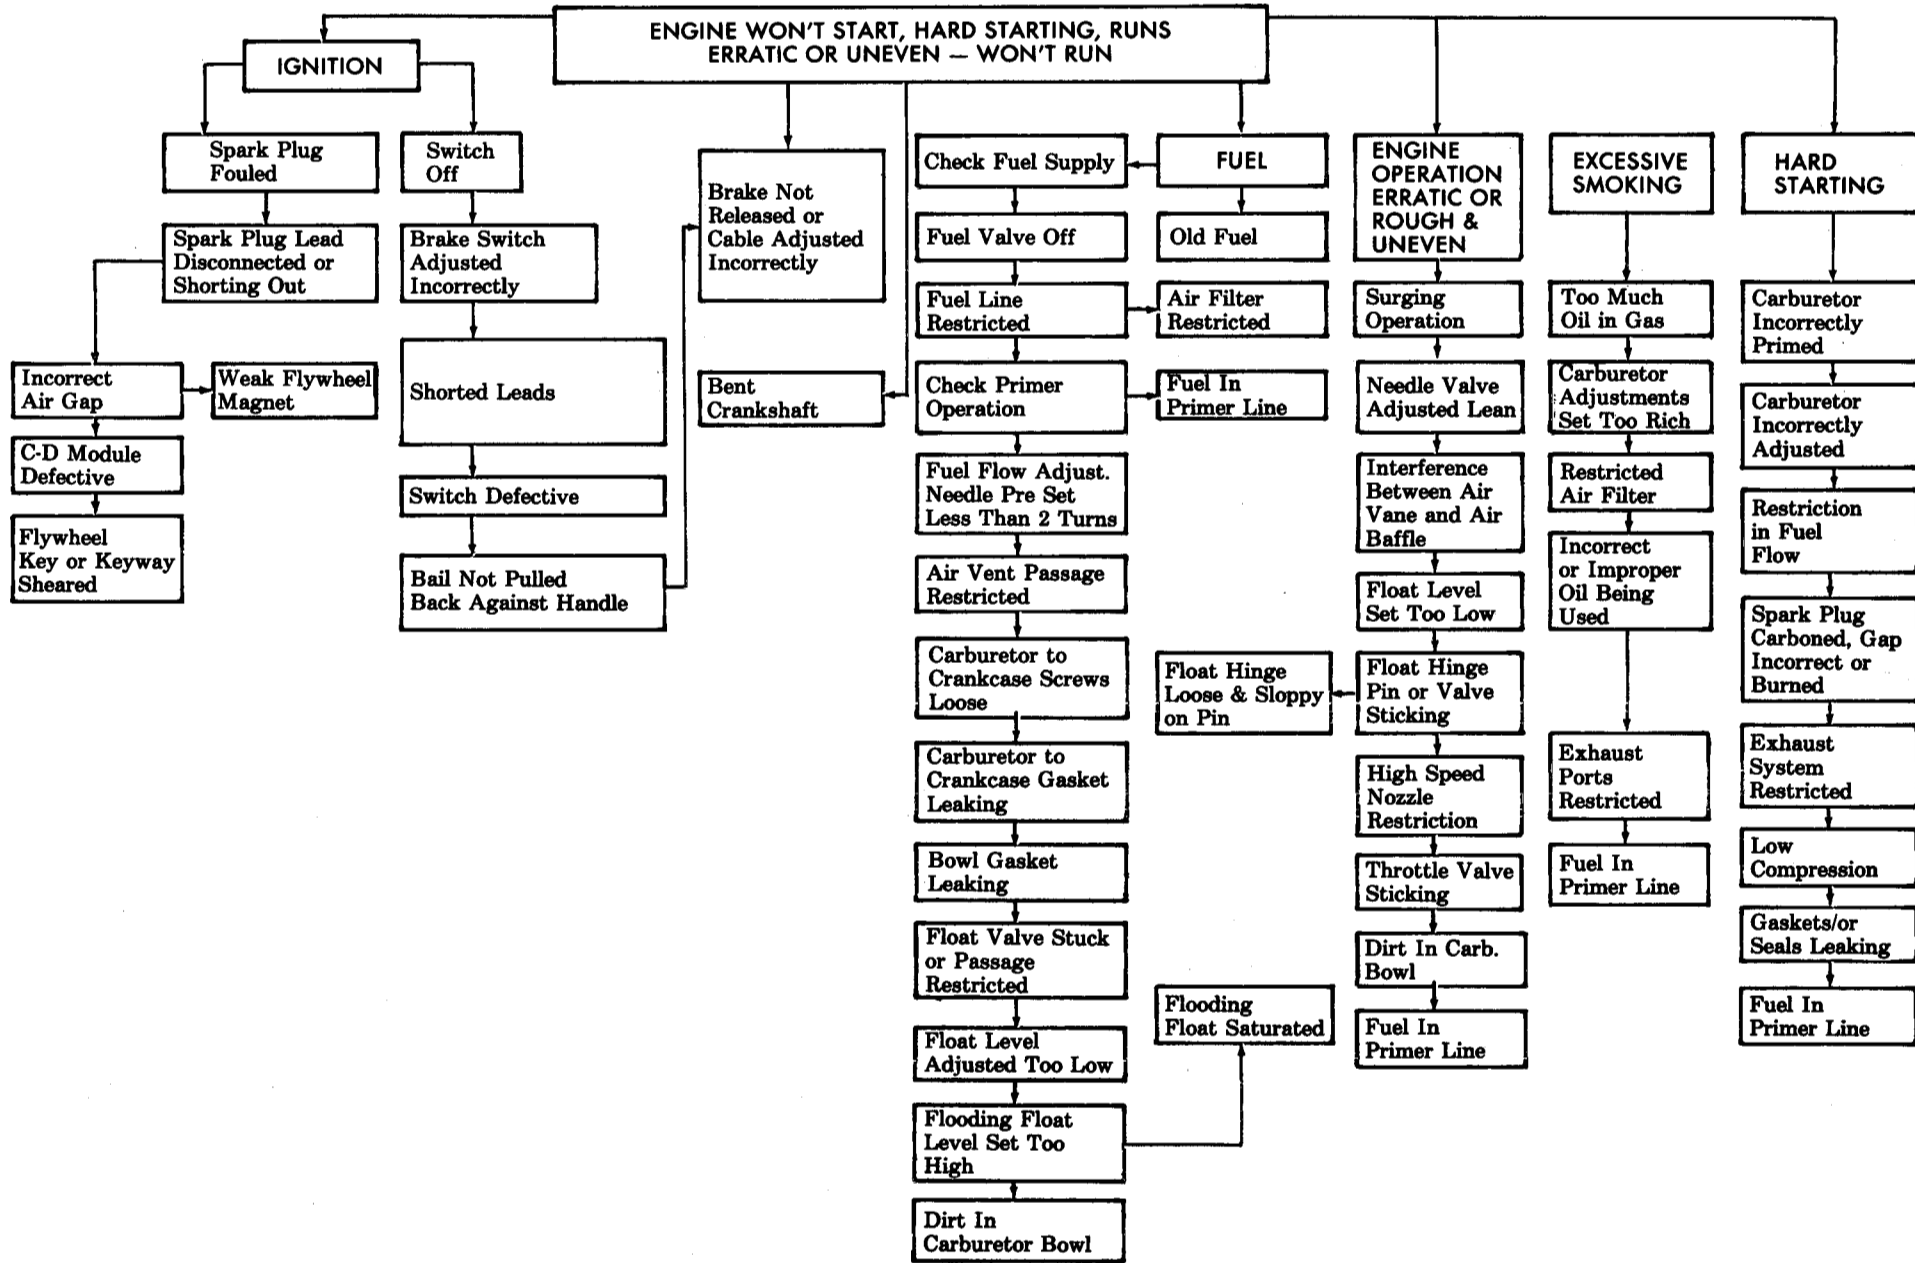 ENGINE WON'T START, HARD STARTING, RUNS
ERRATIC OR UNEVEN — WON'T RUN
IGNITION
Spark Plug
Fouled
Spark Plug Lead
Disconnected or
Shorting Out
Incorrect
Air Gap
Weak Flywheel
Magnet
C-D Module
Defective
Flywheel
Key or Keyway
Sheared
Switch
Off
Brake Switch
Adjusted
Incorrectly
Shorted Leads
Switch Defective
Bail Not Pulled
Back Against Handle
Brake Not
Released or
Cable Adjusted
Incorrectly
Bent
Crankshaft
FUEL
Old Fuel
Check Fuel Supply
Fuel Valve Off
Fuel Line
Restricted
Air Filter
Restricted
Check Primer
Operation
Fuel In
Primer Line
Fuel Flow Adjust.
Needle Pre Set
Less Than 2 Turns
Air Vent Passage
Restricted
Carburetor to
Crankcase Screws
Loose
Carburetor to
Crankcase Gasket
Leaking
Bowl Gasket
Leaking
Float Valve Stuck
or Passage
Restricted
Float Level
Adjusted Too Low
Flooding Float
Level Set Too
High
Flooding
Float Saturated
Dirt In
Carburetor Bowl
ENGINE
OPERATION
ERRATIC OR
ROUGH &
UNEVEN
Surging
Operation
Needle Valve
Adjusted Lean
Interference
Between Air
Vane and Air
Baffle
Float Level
Set Too Low
Float Hinge
Pin or Valve
Sticking
Float Hinge
Loose & Sloppy
on Pin
High Speed
Nozzle
Restriction
Throttle Valve
Sticking
Dirt In Carb.
Bowl
Fuel In
Primer Line
EXCESSIVE
SMOKING
Too Much
Oil in Gas
Carburetor
Adjustments
Set Too Rich
Restricted
Air Filter
Incorrect
or Improper
Oil Being
Used
Exhaust
Ports
Restricted
Fuel In
Primer Line
HARD
STARTING
Carburetor
Incorrectly
Primed
Carburetor
Incorrectly
Adjusted
Restriction
in Fuel
Flow
Spark Plug
Carboned, Gap
Incorrect or
Burned
Exhaust
System
Restricted
Low
Compression
Gaskets/or
Seals Leaking
Fuel In
Primer Line